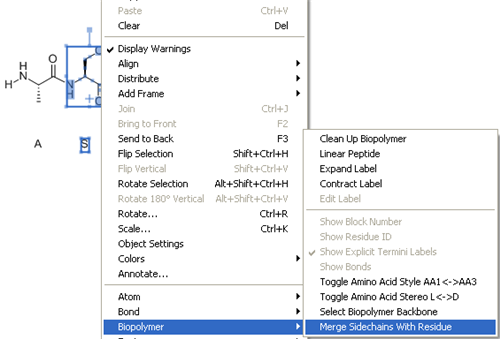 Paste Ctrl+V
Clear Del
Display Warnings
Align
Distribute
Add Frame
Join Ctrl+J
Bring to Front F2
Send to Back F3
Flip Selection Shift+Ctrl+H
Flip Vertical Shift+Ctrl+V
Rotate Selection Alt+Shift+Ctrl+H
Rotate 180° Vertical Alt+Shift+Ctrl+V
Rotate... Ctrl+R
Scale... Ctrl+K
Object Settings
Colors
Annotate...
Atom
Bond
Biopolymer
Clean Up Biopolymer
Linear Peptide
Expand Label
Contract Label
Edit Label
Show Block Number
Show Residue ID
Show Explicit Termini Labels
Show Bonds
Toggle Amino Acid Style AA1<->AA3
Toggle Amino Acid Stereo L<->D
Select Biopolymer Backbone
Merge Sidechains With Residue
O
H
H N
N
H
A S